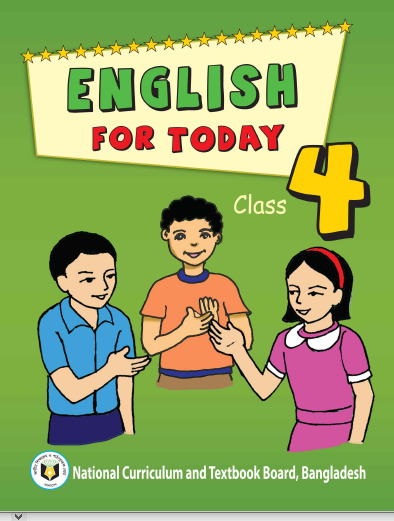 ENGLISH
FOR TODAY
Class 4
National Curriculum and Textbook Board, Bangladesh